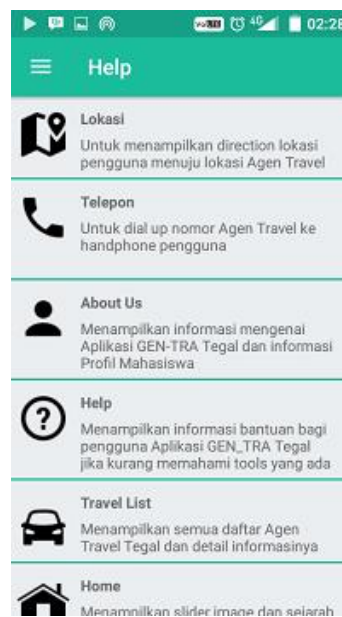 4G 02:28
Help
Lokasi
Untuk menampilkan direction lokasi
pengguna menuju lokasi Agen Travel
Telepon
Untuk dial up nomor Agen Travel ke
handphone pengguna
About Us
Menampilkan informasi mengenai
Aplikasi GEN-TRA Tegal dan informasi
Profil Mahasiswa
Help
Menampilkan informasi bantuan bagi
pengguna Aplikasi GEN_TRA Tegal
jika kurang memahami tools yang ada
Travel List
Menampilkan semua daftar Agen
Travel Tegal dan detail informasinya
Home
Menampilkan slider image dan sejarah